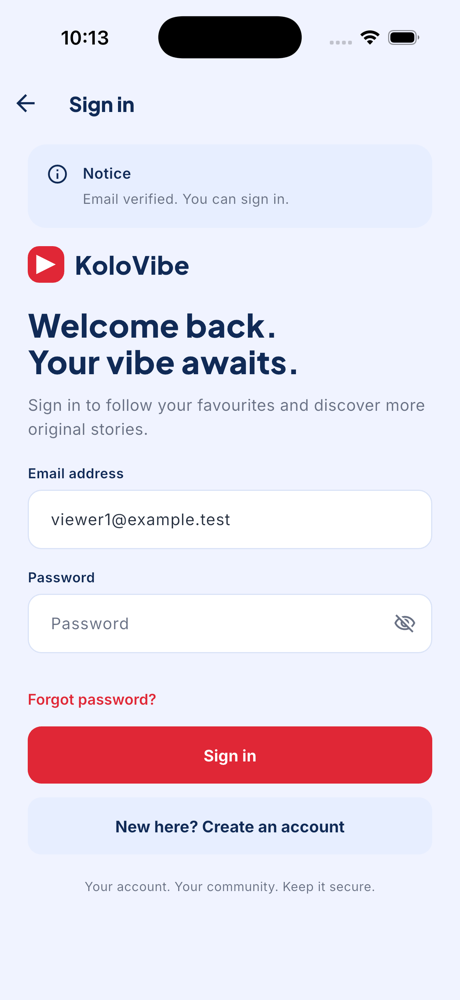 10:13
Sign in
Notice
Email verified. You can sign in.
KoloVibe
Welcome back.
Your vibe awaits.
Sign in to follow your favourites and discover more
original stories.
Email address
viewer1@example.test
Password
Password
Forgot password?
Sign in
New here? Create an account
Your account. Your community. Keep it secure.